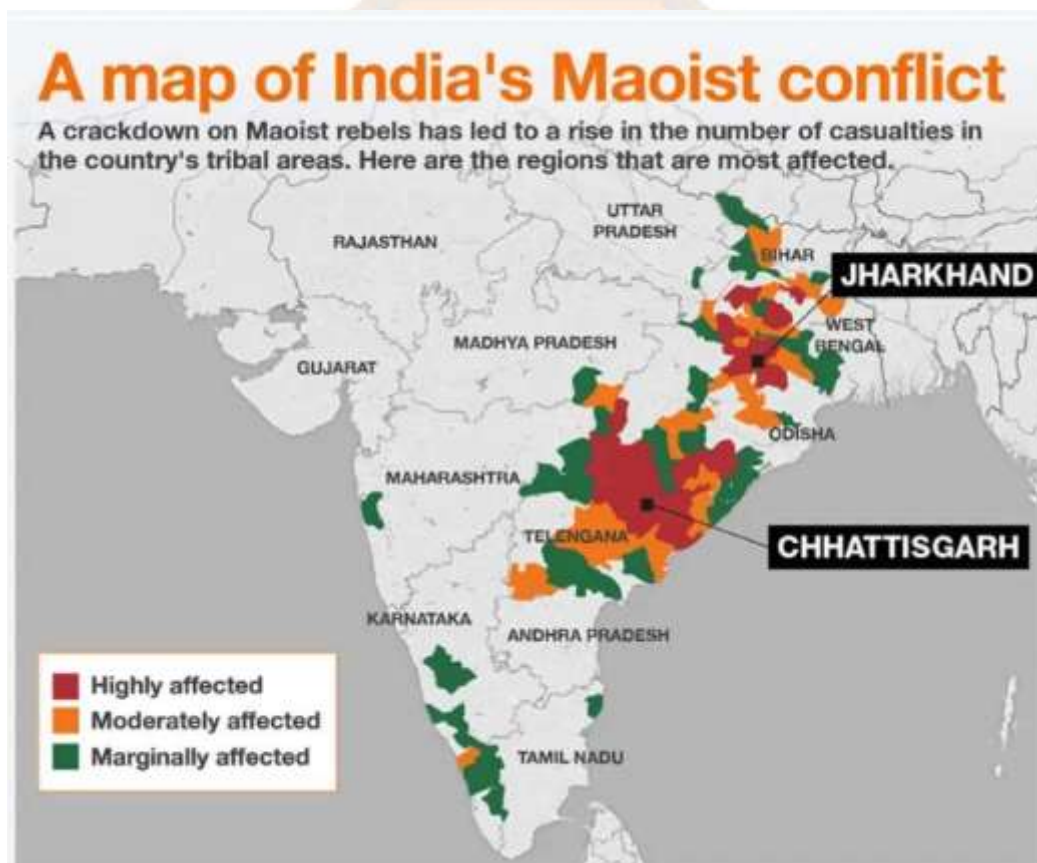 A map of India's Maoist conflict
A crackdown on Maoist rebels has led to a rise in the number of casualties in
the country's tribal areas. Here are the regions that are most affected.
UTTAR
PRADESH
RAJASTHAN
BIHAR
JHARKHAND
WEST
BENGAL
MADHYA PRADESH
GUJARAT
ODISHA
MAHARASHTRA
TELENGANA
CHHATTISGARH
KARNATAKA
ANDHRA PRADESH
Highly affected
Moderately affected
Marginally affected
TAMIL NADU